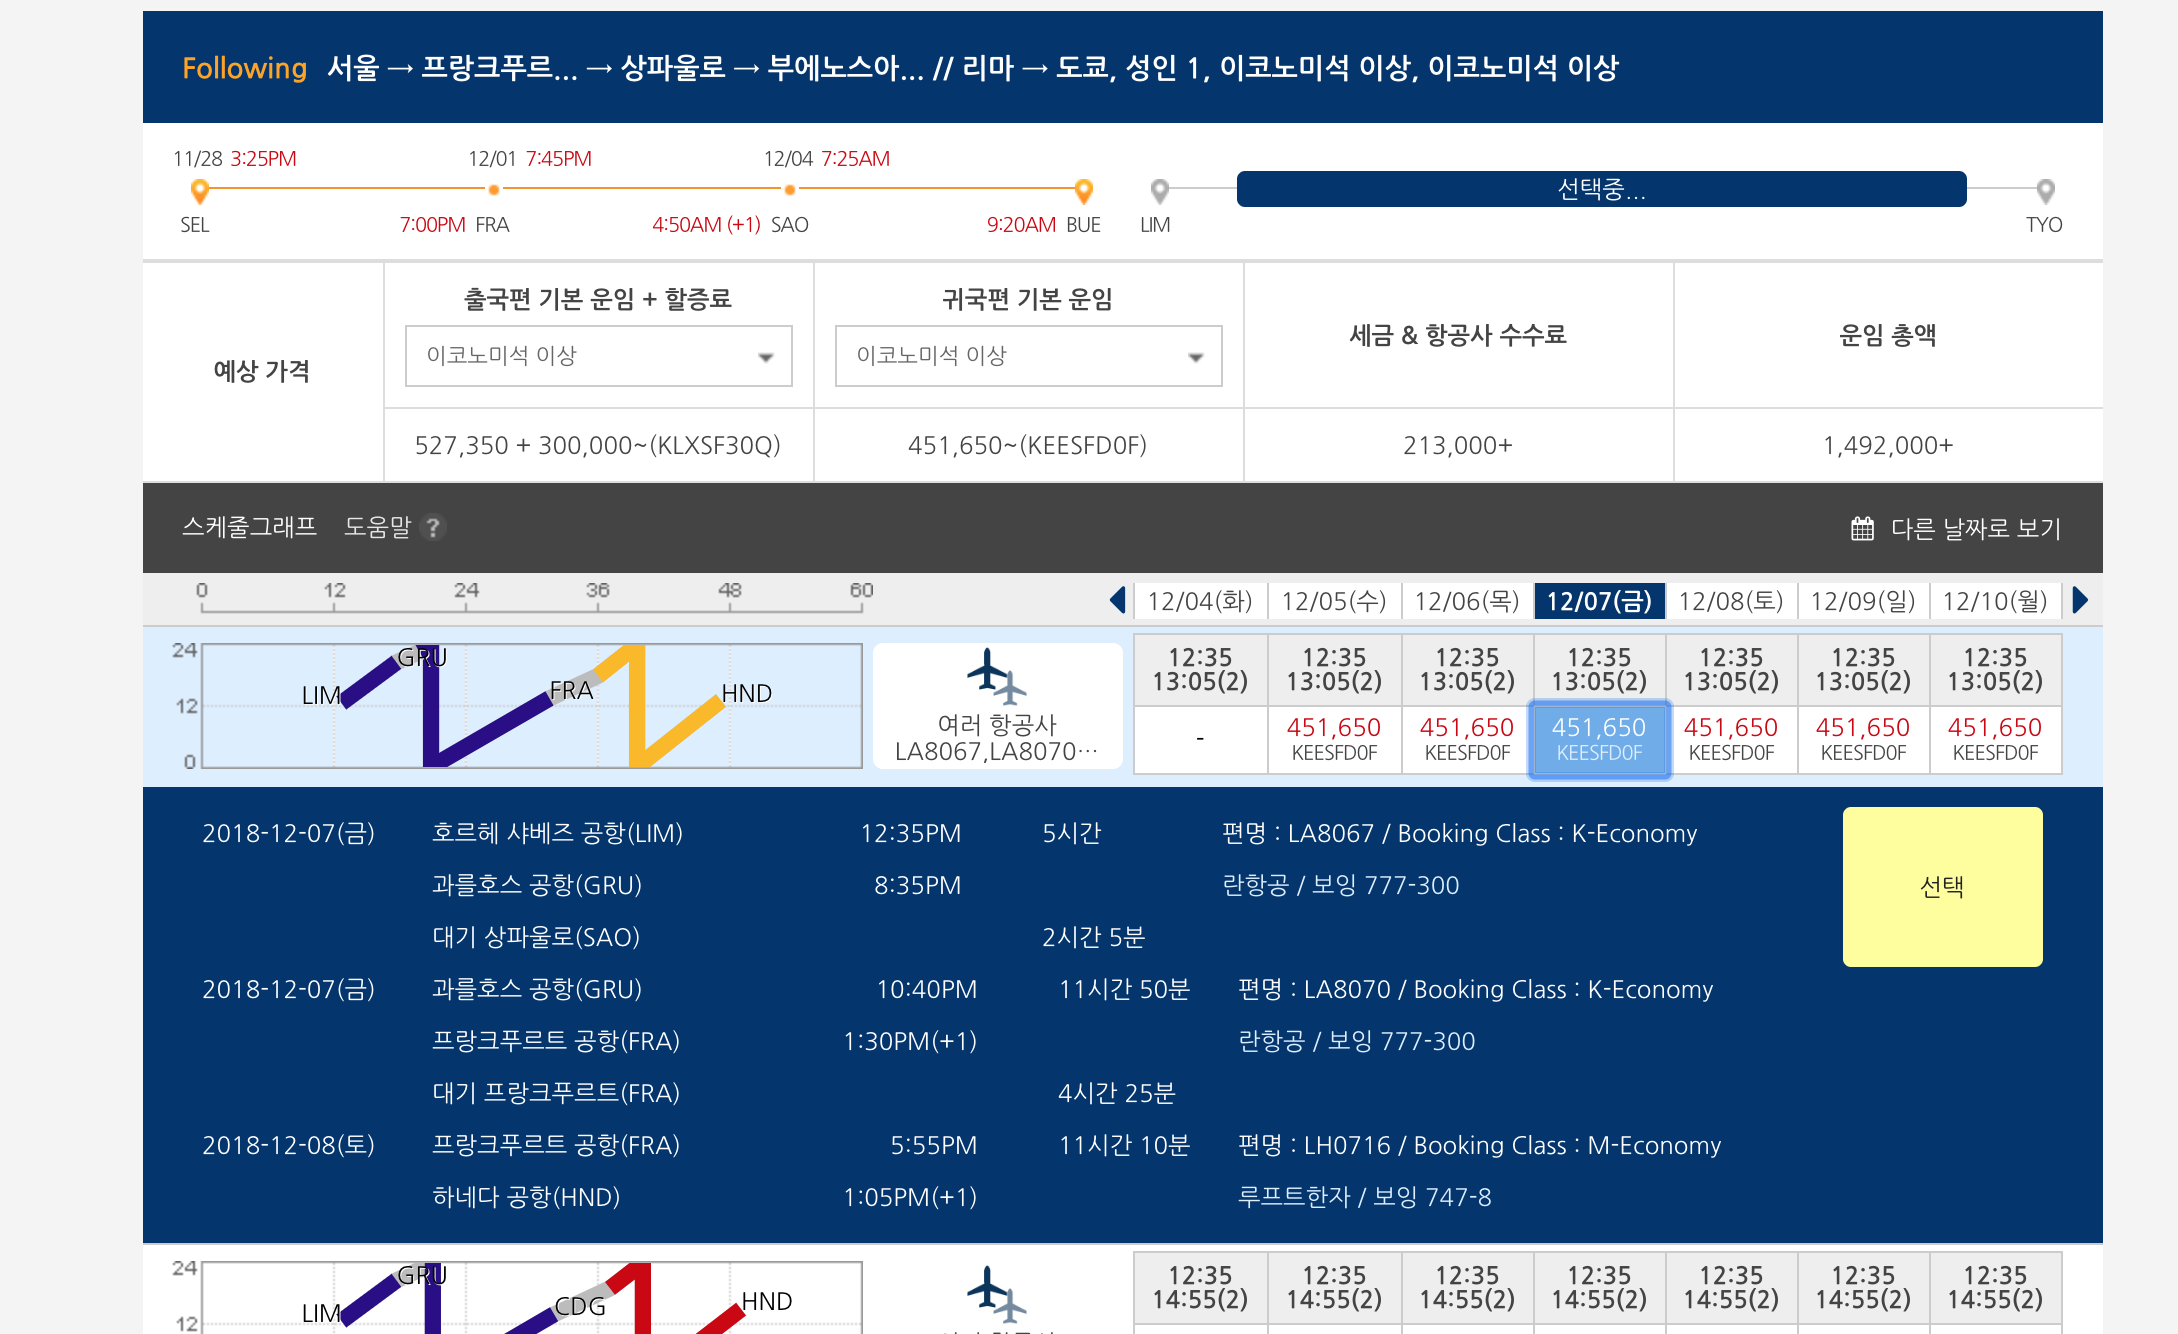 Following 서울 → 프랑크푸르... → 상파울로 → 부에노스아... // 리마 → 도쿄, 성인 1, 이코노미석 이상, 이코노미석 이상
11/28 3:25PM 12/01 7:45PM 12/04 7:25AM
선택중...
SEL 7:00PM FRA 4:50AM (+1) SAO 9:20AM BUE LIM TYO
예상 가격
출국편 기본 운임 + 할증료 귀국편 기본 운임 세금 & 항공사 수수료 운임 총액
이코노미석 이상 이코노미석 이상
527,350 + 300,000~(KLXSF30Q) 451,650~(KEESFD0F) 213,000+ 1,492,000+
스케줄그래프 도움말 ? 다른 날짜로 보기
0 12 24 36 48 60 12/04(화) 12/05(수) 12/06(목) 12/07(금) 12/08(토) 12/09(일) 12/10(월)
24 12 0
LIM GRU FRA HND
여러 항공사
LA8067,LA8070...
12:35 12:35 12:35 12:35 12:35 12:35 12:35
13:05(2) 13:05(2) 13:05(2) 13:05(2) 13:05(2) 13:05(2) 13:05(2)
- 451,650 451,650 451,650 451,650 451,650 451,650
KEESFD0F KEESFD0F KEESFD0F KEESFD0F KEESFD0F KEESFD0F
2018-12-07(금) 호르헤 샤베즈 공항(LIM) 12:35PM 5시간 편명 : LA8067 / Booking Class : K-Economy
과를호스 공항(GRU) 8:35PM 란항공 / 보잉 777-300
선택
대기 상파울로(SAO) 2시간 5분
2018-12-07(금) 과를호스 공항(GRU) 10:40PM 11시간 50분 편명 : LA8070 / Booking Class : K-Economy
프랑크푸르트 공항(FRA) 1:30PM(+1) 란항공 / 보잉 777-300
대기 프랑크푸르트(FRA) 4시간 25분
2018-12-08(토) 프랑크푸르트 공항(FRA) 5:55PM 11시간 10분 편명 : LH0716 / Booking Class : M-Economy
하네다 공항(HND) 1:05PM(+1) 루프트한자 / 보잉 747-8
24 12
LIM GRU CDG HND
12:35 12:35 12:35 12:35 12:35 12:35 12:35
14:55(2) 14:55(2) 14:55(2) 14:55(2) 14:55(2) 14:55(2) 14:55(2)